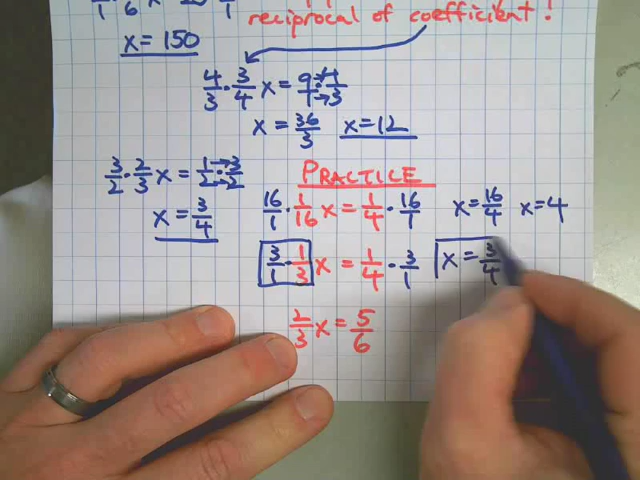 reciprocal of coefficient!
x = 150
4/3 · 3/4 x = 9/1 · 4/3
x = 36/3 x = 12
3/2 · 2/3 x = 1/2 · 3/2
x = 3/4
PRACTICE
16/1 · 1/16 x = 1/4 · 16/1 x = 16/4 x = 4
3/1 · 1/3 x = 1/4 · 3/1 x = 3/4
2/3 x = 5/6